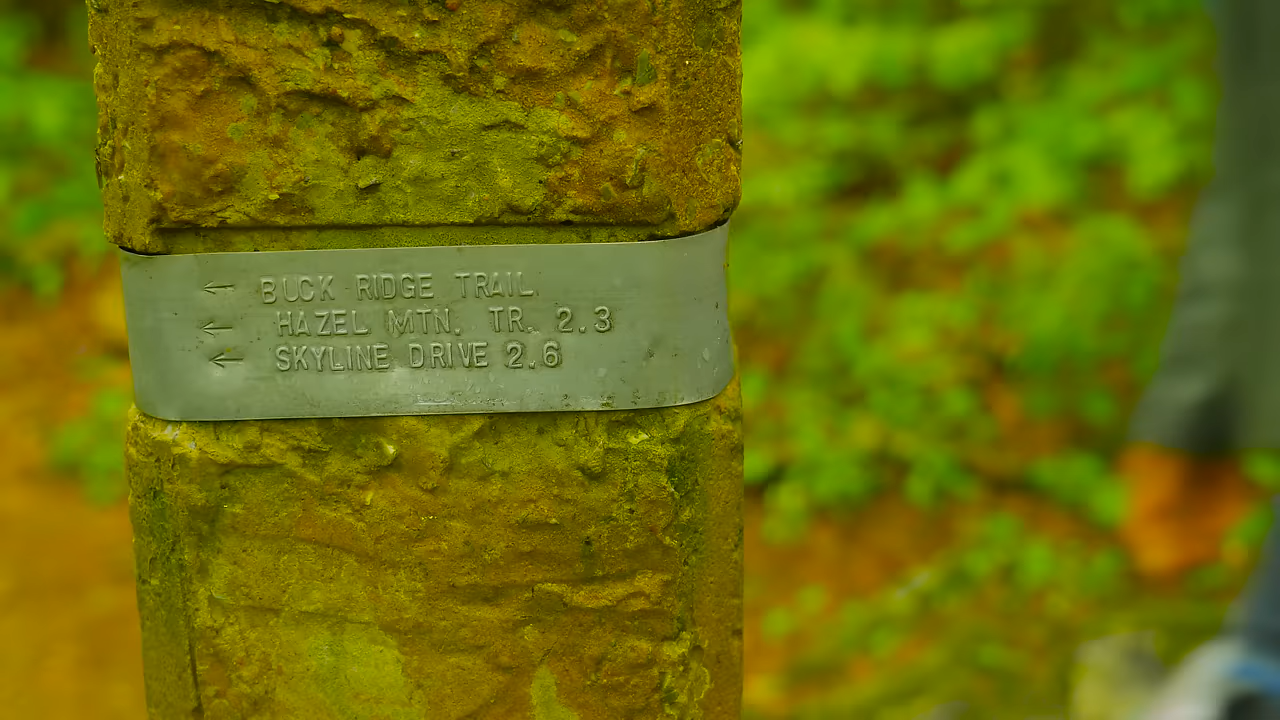 ← BUCK RIDGE TRAIL
← HAZEL MTN. TR. 2.3
← SKYLINE DRIVE 2.6